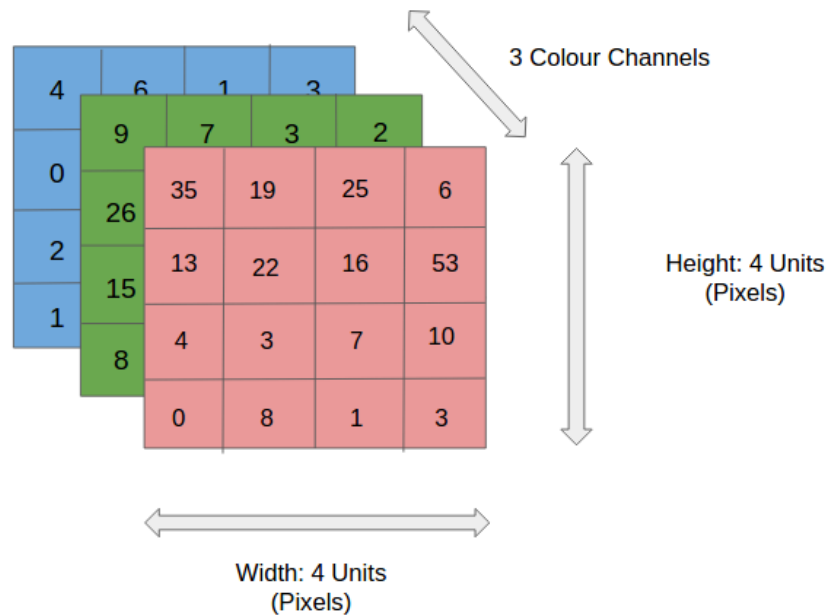 3 Colour Channels
4 6 1 3
9 7 3 2
35 19 25 6
0
26
13 22 16 53
Height: 4 Units
(Pixels)
2
15
4 3 7 10
1
8
0 8 1 3
Width: 4 Units
(Pixels)